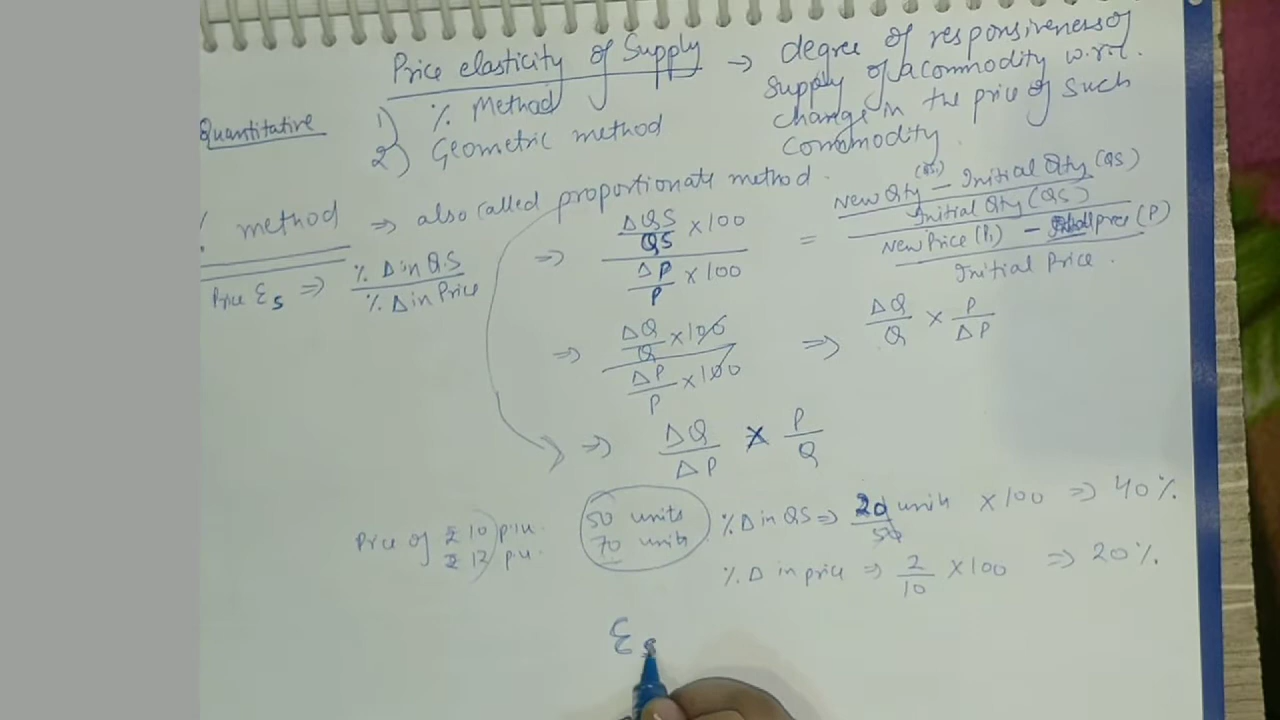 Price elasticity of Supply → degree of responsiveness of
supply of a commodity w.r.t.
change in the price of such
commodity.
Quantitative
1) % Method
2) Geometric method
% method ⇒ also called proportionate method.
Price Es ⇒ % Δ in QS / % Δ in Price
⇒ ΔQS/QS x 100 / ΔP/P x 100
= New Qty (QS1) - Initial Qty (QS) / Initial Qty (QS)
New Price (P1) - Price (P) / Initial Price.
⇒ ΔQ/Q x 100 / ΔP/P x 100 ⇒ ΔQ/Q x P/ΔP
⇒ ΔQ/ΔP x P/Q
Price of ₹ 10 p.u. 50 units
₹ 12 p.u. 70 units
% Δ in QS ⇒ 20 units/50 x 100 ⇒ 40%
% Δ in price ⇒ 2/10 x 100 ⇒ 20%.
Es